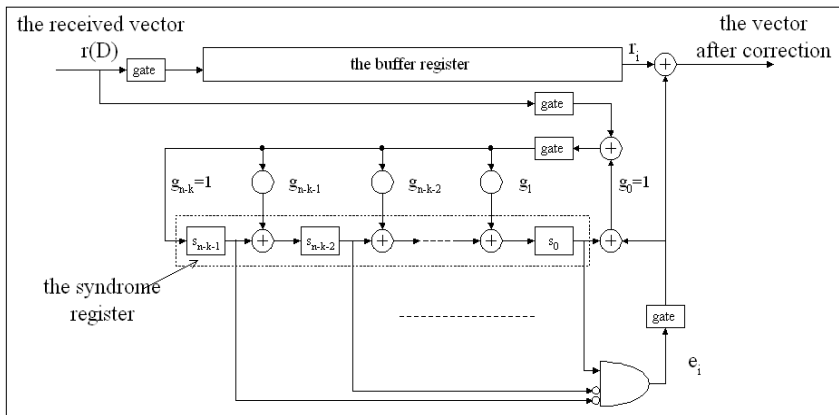 the received vector
r(D)
gate
the buffer register
r_i
the vector
after correction
gate
gate
g_{n-k}=1
g_{n-k-1}
g_{n-k-2}
g_1
g_0=1
s_{n-k-1}
s_{n-k-2}
s_0
the syndrome
register
gate
e_i